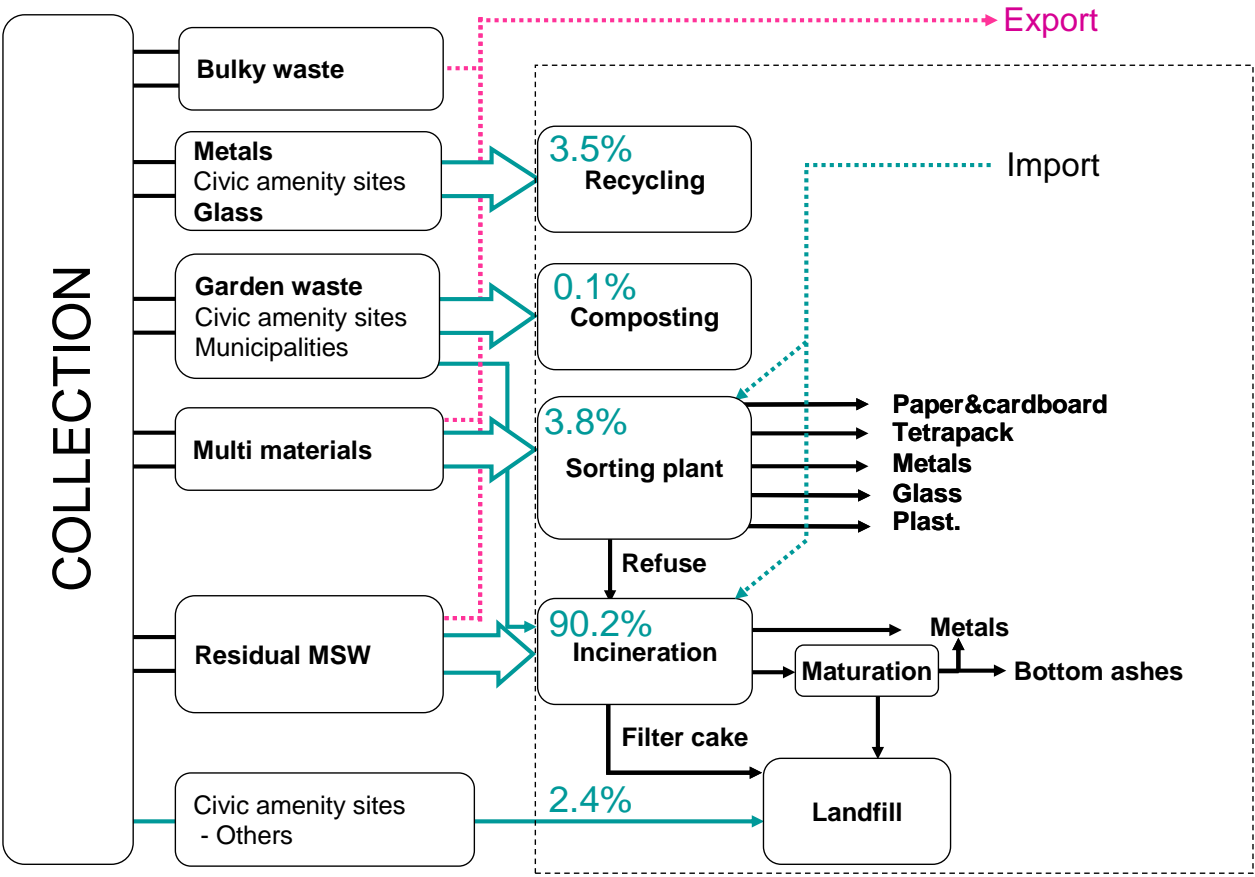 Export
Bulky waste
Metals
Civic amenity sites
Glass
3.5%
Recycling
Import
COLLECTION
Garden waste
Civic amenity sites
Municipalities
0.1%
Composting
Multi materials
3.8%
Sorting plant
Paper&cardboard
Tetrapack
Metals
Glass
Plast.
Refuse
Residual MSW
90.2%
Incineration
Metals
Maturation
Bottom ashes
Filter cake
Civic amenity sites
- Others
2.4%
Landfill